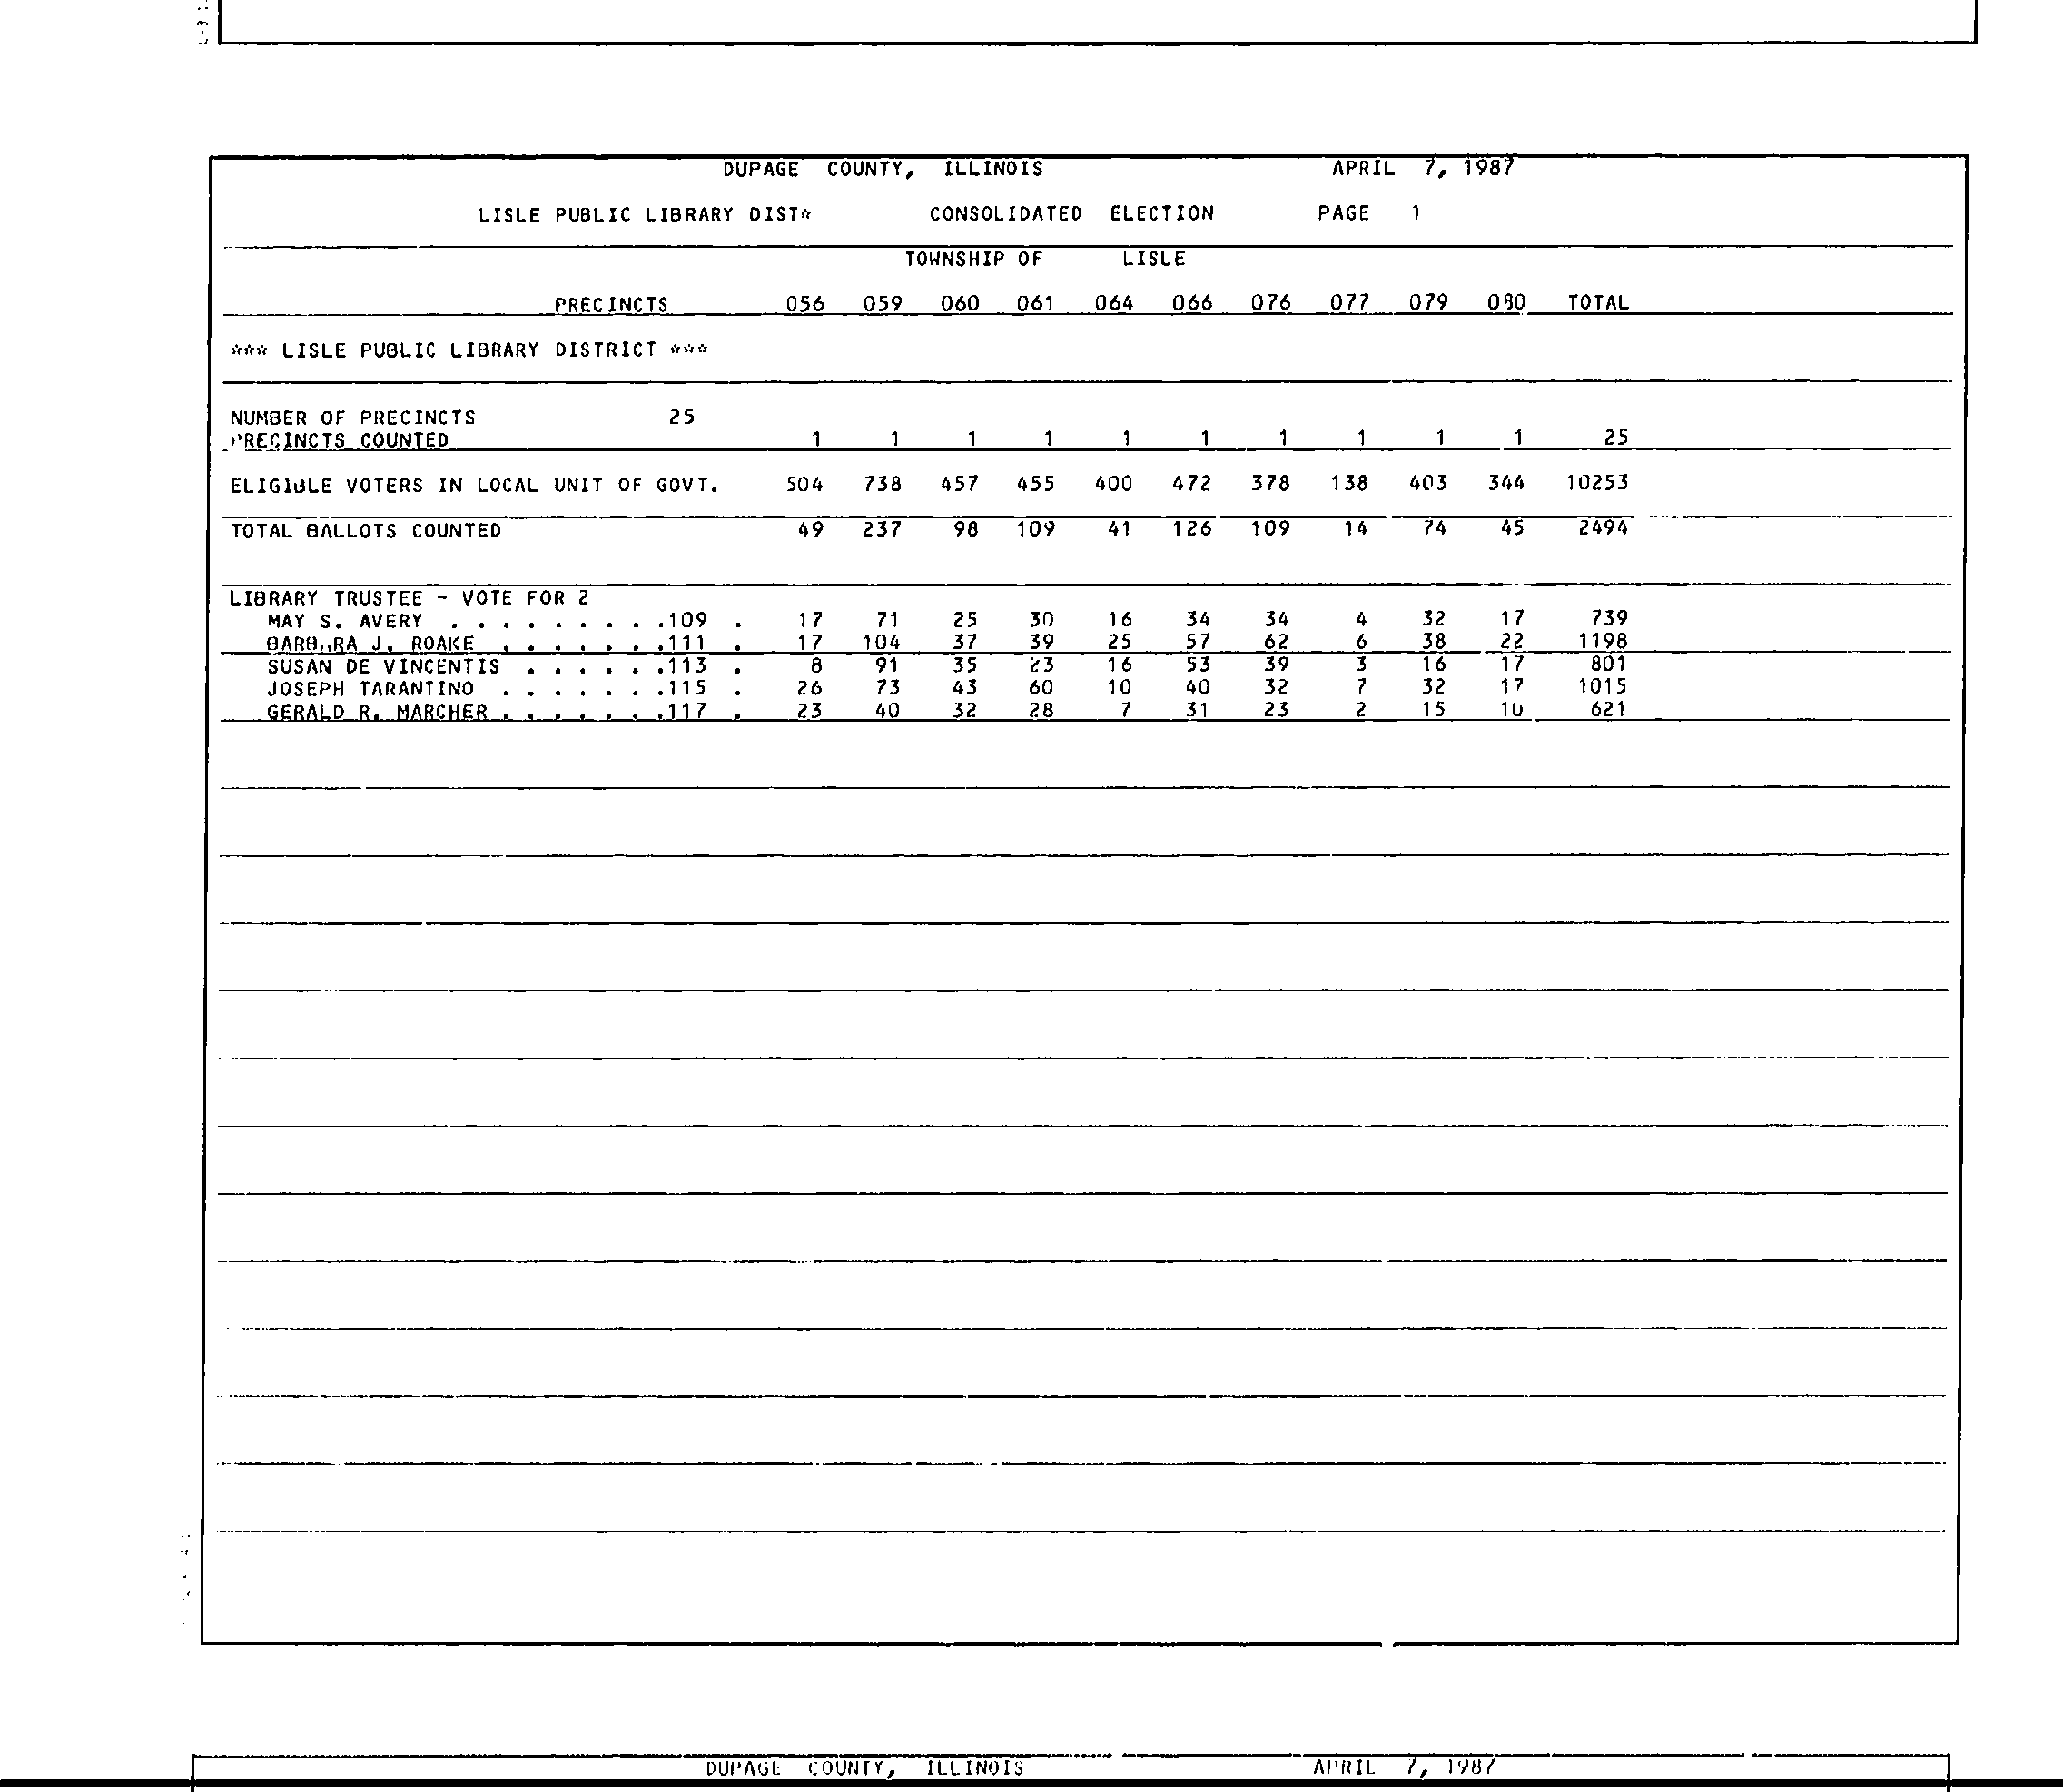 DUPAGE COUNTY, ILLINOIS APRIL 7, 1987
LISLE PUBLIC LIBRARY DIST* CONSOLIDATED ELECTION PAGE 1
TOWNSHIP OF LISLE
PRECINCTS 056 059 060 061 064 066 076 077 079 080 TOTAL
*** LISLE PUBLIC LIBRARY DISTRICT ***
NUMBER OF PRECINCTS 25
PRECINCTS COUNTED 1 1 1 1 1 1 1 1 1 1 25
ELIGIBLE VOTERS IN LOCAL UNIT OF GOVT. 504 738 457 455 400 472 378 138 403 344 10253
TOTAL BALLOTS COUNTED 49 237 98 109 41 126 109 14 74 45 2494
LIBRARY TRUSTEE - VOTE FOR 2
MAY S. AVERY . . . . . . . . .109 . 17 71 25 30 16 34 34 4 32 17 739
BARBARA J. ROAKE . . . . . . .111 . 17 104 37 39 25 57 62 6 38 22 1198
SUSAN DE VINCENTIS . . . . . .113 . 8 91 35 23 16 53 39 3 16 17 801
JOSEPH TARANTINO . . . . . . .115 . 26 73 43 60 10 40 32 7 32 17 1015
GERALD R. MARCHER . . . . . . .117 . 23 40 32 28 7 31 23 2 15 10 621
DUPAGE COUNTY, ILLINOIS APRIL 7, 1987